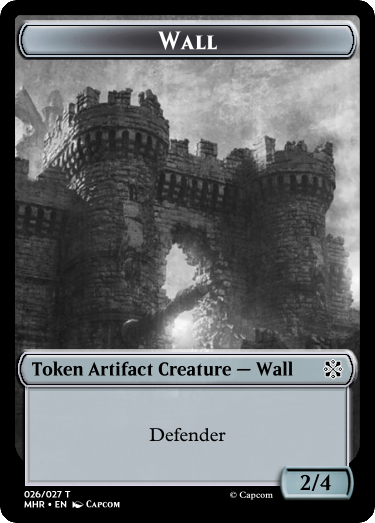 Wall
Token Artifact Creature — Wall
Defender
2/4
026/027 T
MHR • EN Capcom
© Capcom